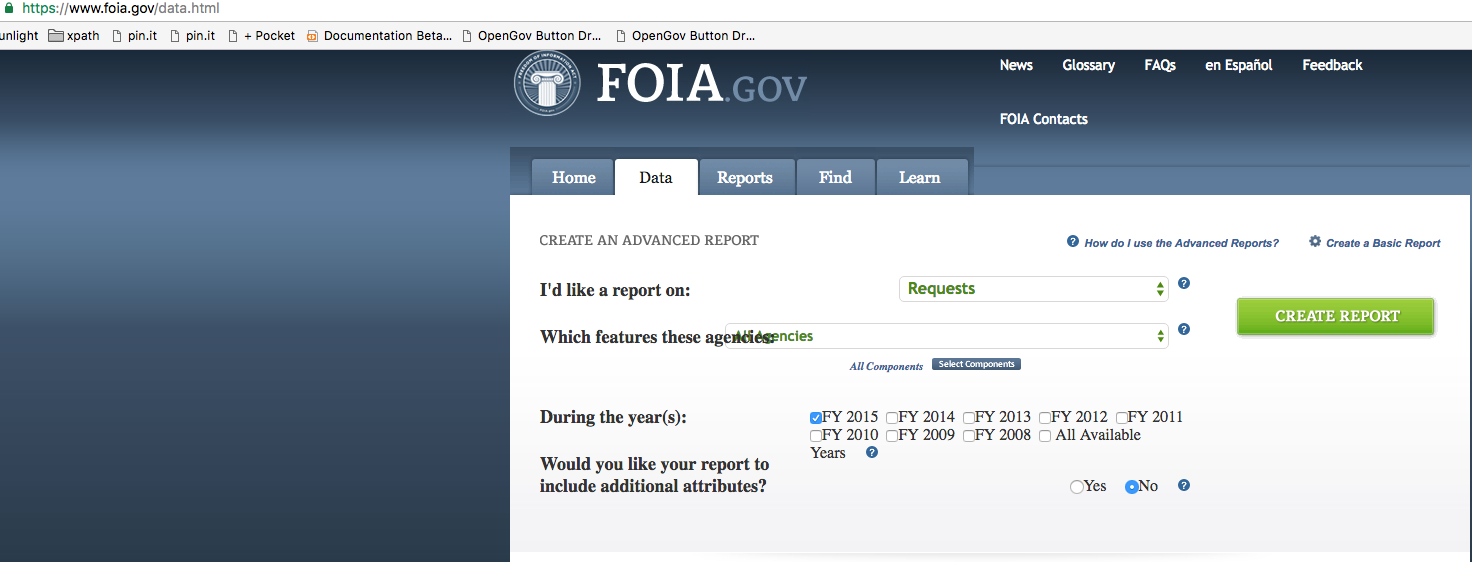 https://www.foia.gov/data.html
unlight xpath pin.it pin.it + Pocket Documentation Beta... OpenGov Button Dr... OpenGov Button Dr...
FOIA.GOV
News Glossary FAQs en Español Feedback
FOIA Contacts
Home Data Reports Find Learn
CREATE AN ADVANCED REPORT
How do I use the Advanced Reports? Create a Basic Report
I'd like a report on: Requests
CREATE REPORT
Which features these agencies: All Agencies
All Components Select Components
During the year(s): FY 2015 FY 2014 FY 2013 FY 2012 FY 2011
FY 2010 FY 2009 FY 2008 All Available
Years
Would you like your report to
include additional attributes? Yes No